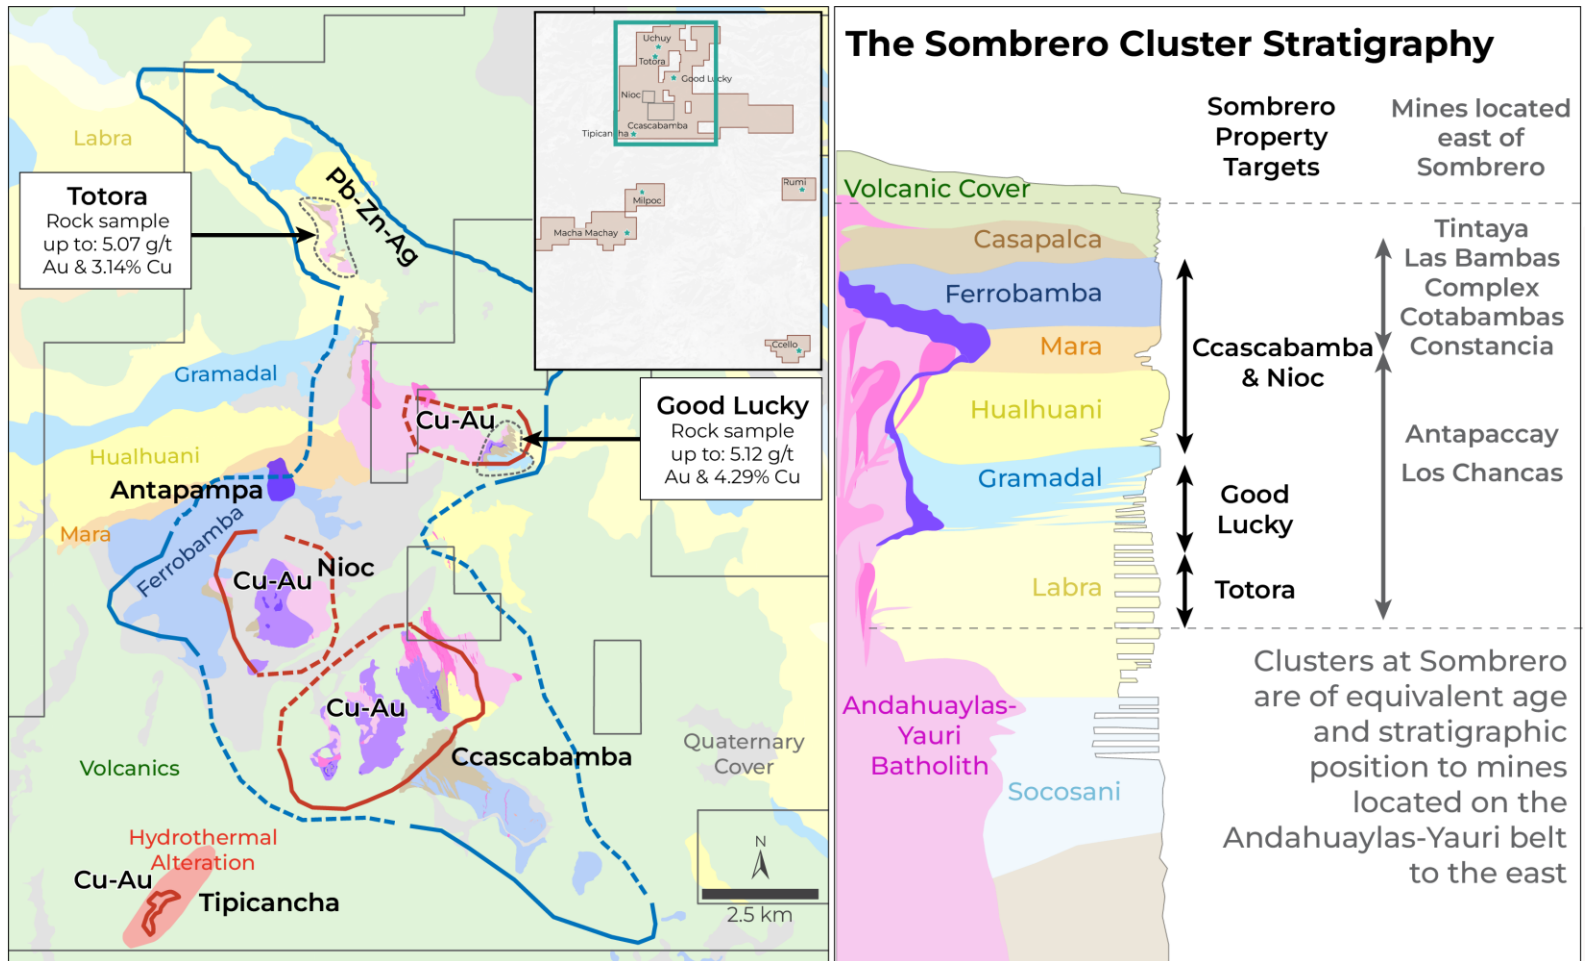 Labra
Totora
Rock sample
up to: 5.07 g/t
Au & 3.14% Cu
Pb-Zn-Ag
Uchuy
Totora
Good Lucky
Nioc
Ccascabamba
Tipicancha
Milpoc
Macha Machay
Rumi
Ccello
Gramadal
Cu-Au
Good Lucky
Rock sample
up to: 5.12 g/t
Au & 4.29% Cu
Hualhuani
Antapampa
Mara
Ferrobamba
Cu-Au
Nioc
Cu-Au
Ccascabamba
Quaternary
Cover
Volcanics
Hydrothermal
Alteration
Cu-Au
Tipicancha
N
2.5 km
The Sombrero Cluster Stratigraphy
Sombrero
Property
Targets
Mines located
east of
Sombrero
Volcanic Cover
Casapalca
Ferrobamba
Mara
Hualhuani
Gramadal
Labra
Andahuaylas-
Yauri
Batholith
Socosani
Ccascabamba
& Nioc
Good
Lucky
Totora
Tintaya
Las Bambas
Complex
Cotabambas
Constancia
Antapaccay
Los Chancas
Clusters at Sombrero
are of equivalent age
and stratigraphic
position to mines
located on the
Andahuaylas-Yauri belt
to the east